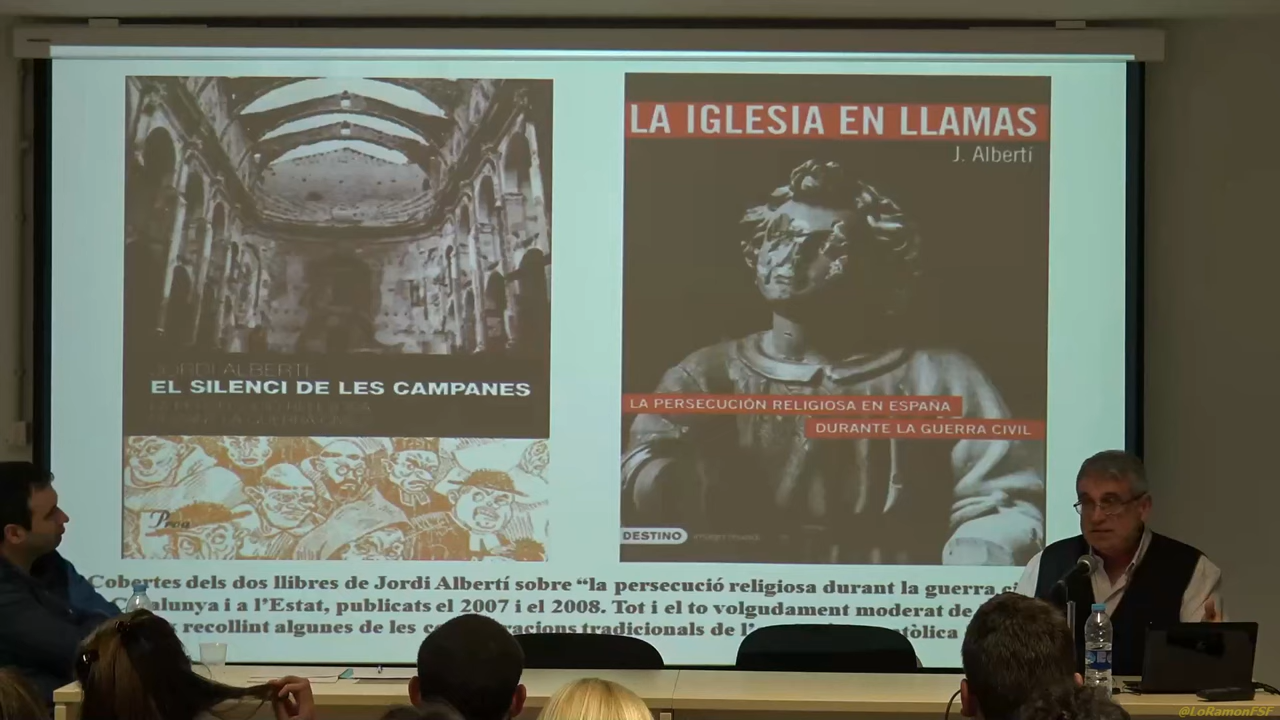 JORDI ALBERTÍ
EL SILENCI DE LES CAMPANES
Proa
LA IGLESIA EN LLAMAS
J. Albertí
LA PERSECUCIÓN RELIGIOSA EN ESPAÑA
DURANTE LA GUERRA CIVIL
DESTINO
Cobertes dels dos llibres de Jordi Albertí sobre “la persecució religiosa durant la guerra
i a l’Estat, publicats el 2007 i el 2008. Tot i el to volgudament moderat de
recollint algunes de les tradicionals de
@LoRamonFSF